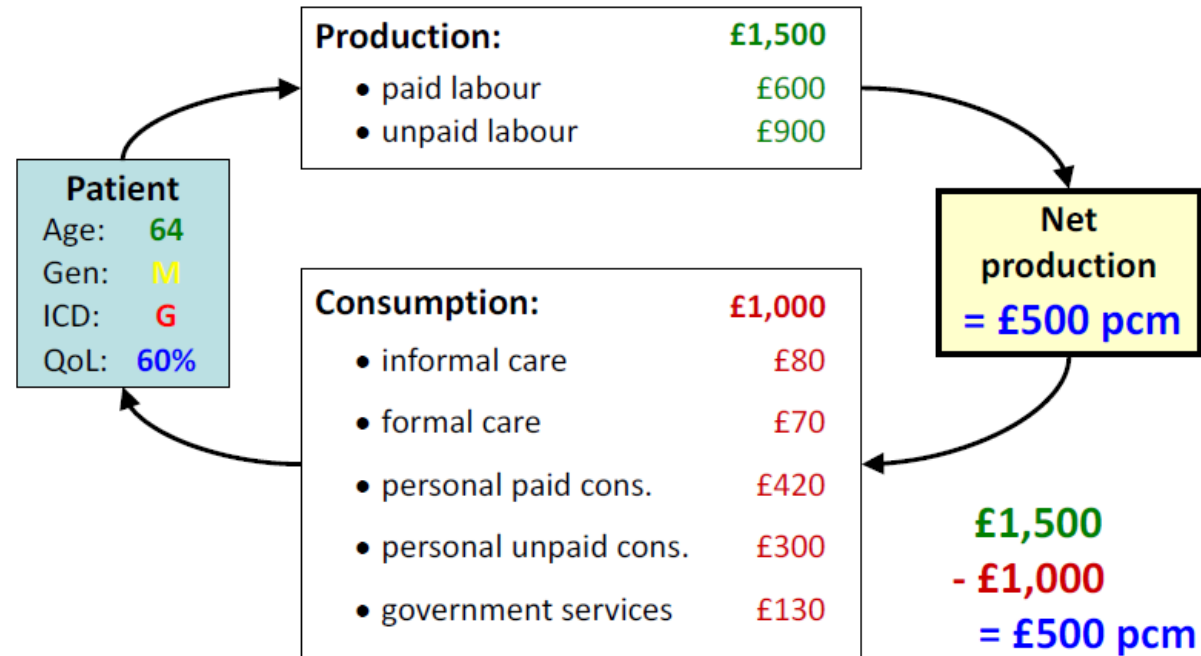 Production: £1,500
• paid labour £600
• unpaid labour £900
Patient
Age: 64
Gen: M
ICD: G
QoL: 60%
Net
production
= £500 pcm
Consumption: £1,000
• informal care £80
• formal care £70
• personal paid cons. £420
• personal unpaid cons. £300
• government services £130
£1,500
- £1,000
= £500 pcm